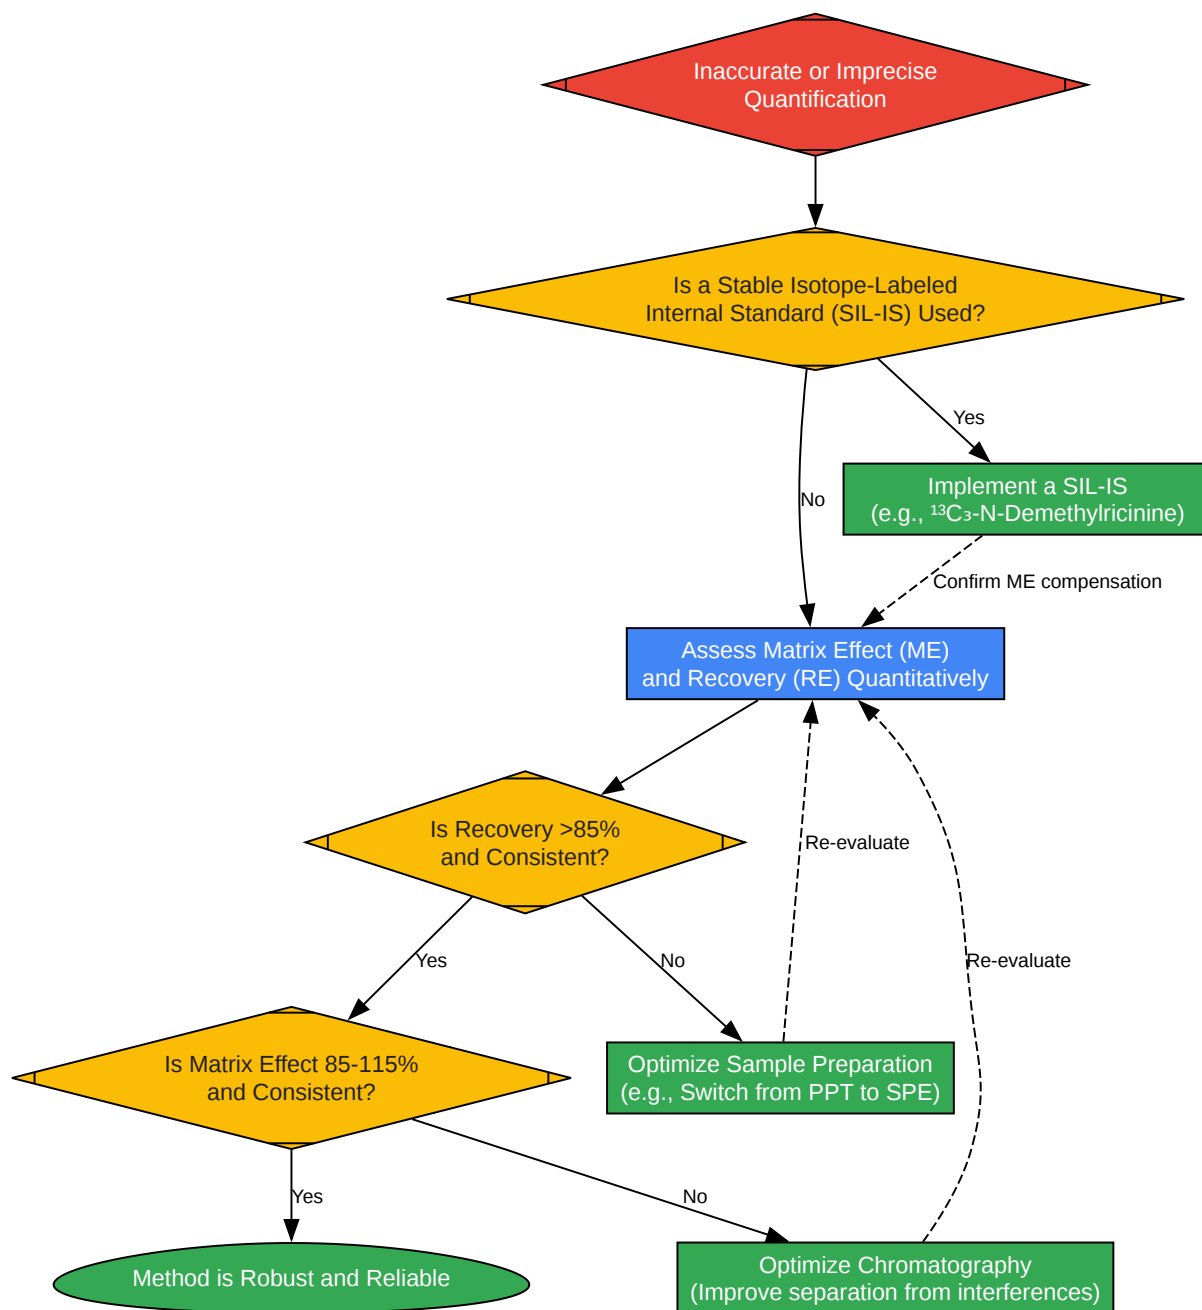 Inaccurate or Imprecise
Quantification
Is a Stable Isotope-Labeled
Internal Standard (SIL-IS) Used?
Yes
No
Implement a SIL-IS
(e.g., ¹³C₃-N-Demethylricinine)
Confirm ME compensation
Assess Matrix Effect (ME)
and Recovery (RE) Quantitatively
Is Recovery >85%
and Consistent?
Re-evaluate
Yes
No
Re-evaluate
Is Matrix Effect 85-115%
and Consistent?
Optimize Sample Preparation
(e.g., Switch from PPT to SPE)
Yes
No
Method is Robust and Reliable
Optimize Chromatography
(Improve separation from interferences)